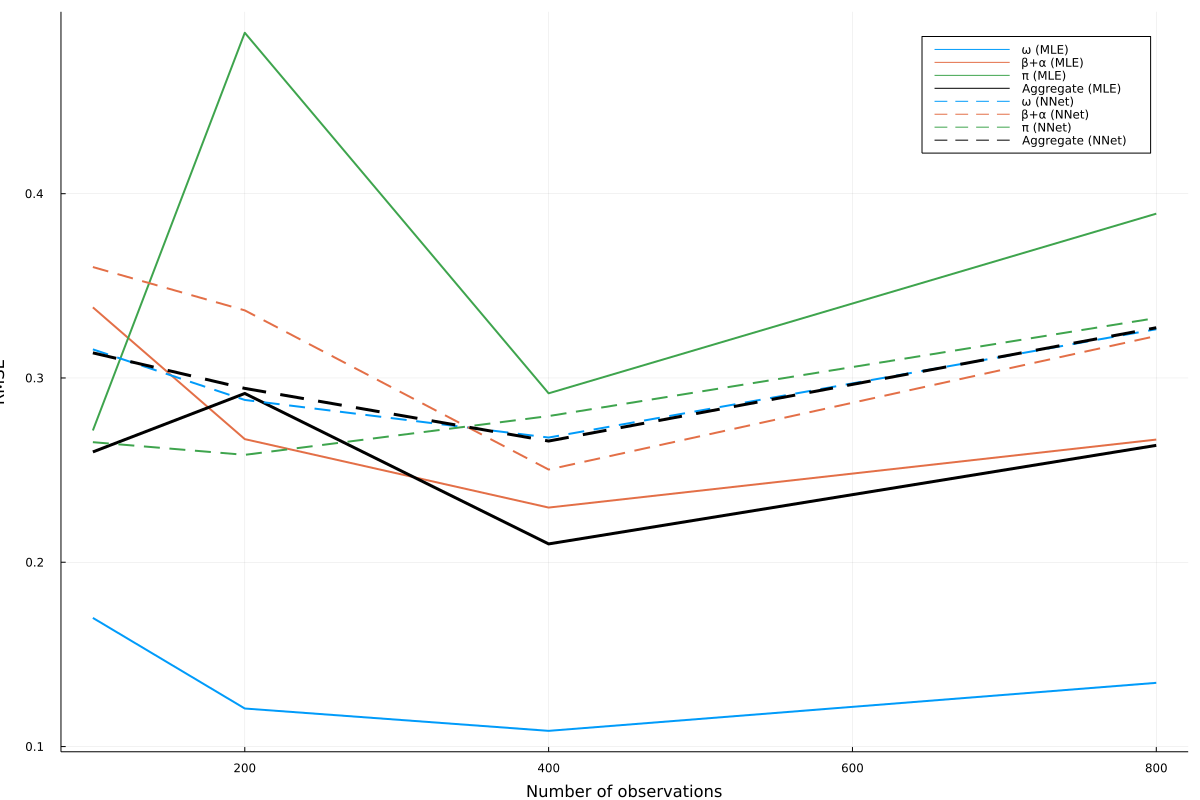 ω (MLE)
β+α (MLE)
π (MLE)
Aggregate (MLE)
ω (NNet)
β+α (NNet)
π (NNet)
Aggregate (NNet)
0.4
0.3
RMSE
0.2
0.1
200
400
600
800
Number of observations